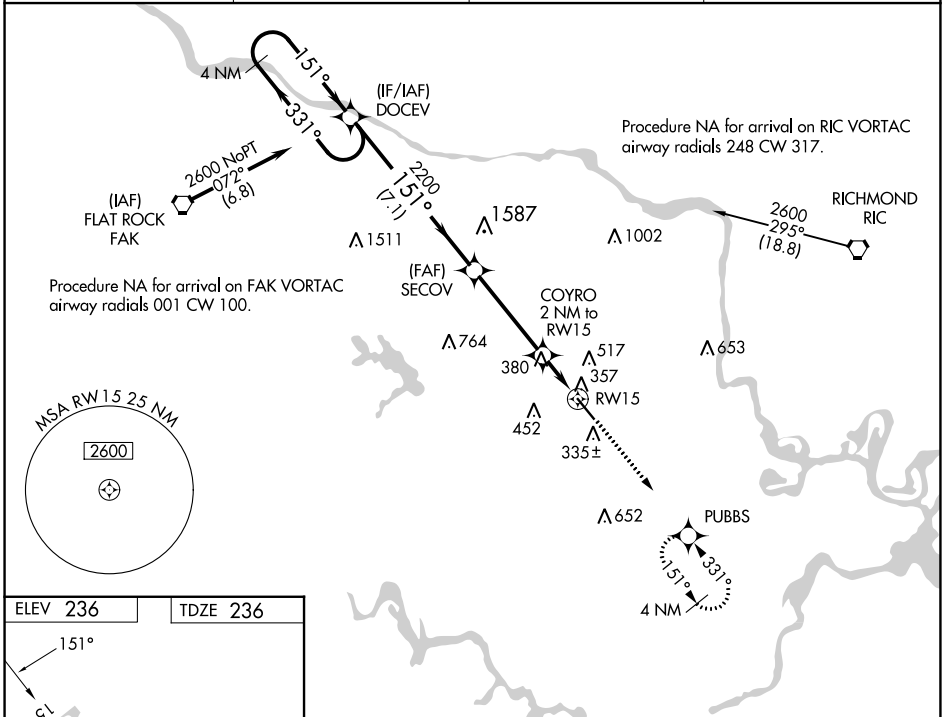 151°
4 NM
(IF/IAF)
DOCEV
331°
Procedure NA for arrival on RIC VORTAC
airway radials 248 CW 317.
2600 NoPT
072°
(6.8)
(IAF)
FLAT ROCK
FAK
2200
151°
(7.1)
RICHMOND
RIC
2600
295°
(18.8)
1587
1511
1002
Procedure NA for arrival on FAK VORTAC
airway radials 001 CW 100.
(FAF)
SECOV
COYRO
2 NM to
RW15
764
380
517
653
357
RW15
452
335±
MSA RW15 25 NM
2600
652
PUBBS
151°
331°
4 NM
ELEV 236
TDZE 236
151°
15